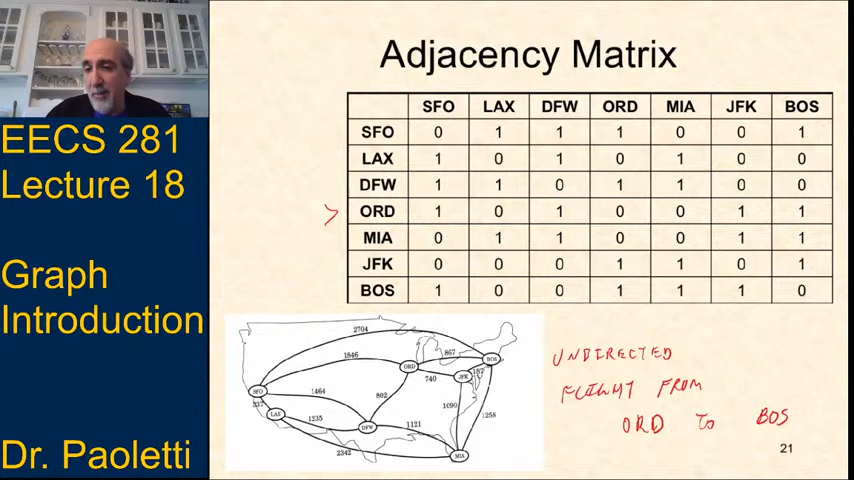 EECS 281
Lecture 18
Graph
Introduction
Dr. Paoletti
Adjacency Matrix
SFO LAX DFW ORD MIA JFK BOS
SFO 0 1 1 1 0 0 1
LAX 1 0 1 0 1 0 0
DFW 1 1 0 1 1 0 0
ORD 1 0 1 0 0 1 1
MIA 0 1 1 0 0 1 1
JFK 0 0 0 1 1 0 1
BOS 1 0 0 1 1 1 0
2704
867
BOS
1846
ORD
187
740
JFK
SFO
1464
802
337
1090
1258
LAX
1235
DFW
1121
2342
MIA
UNDIRECTED
FLIGHT FROM
ORD TO BOS
21